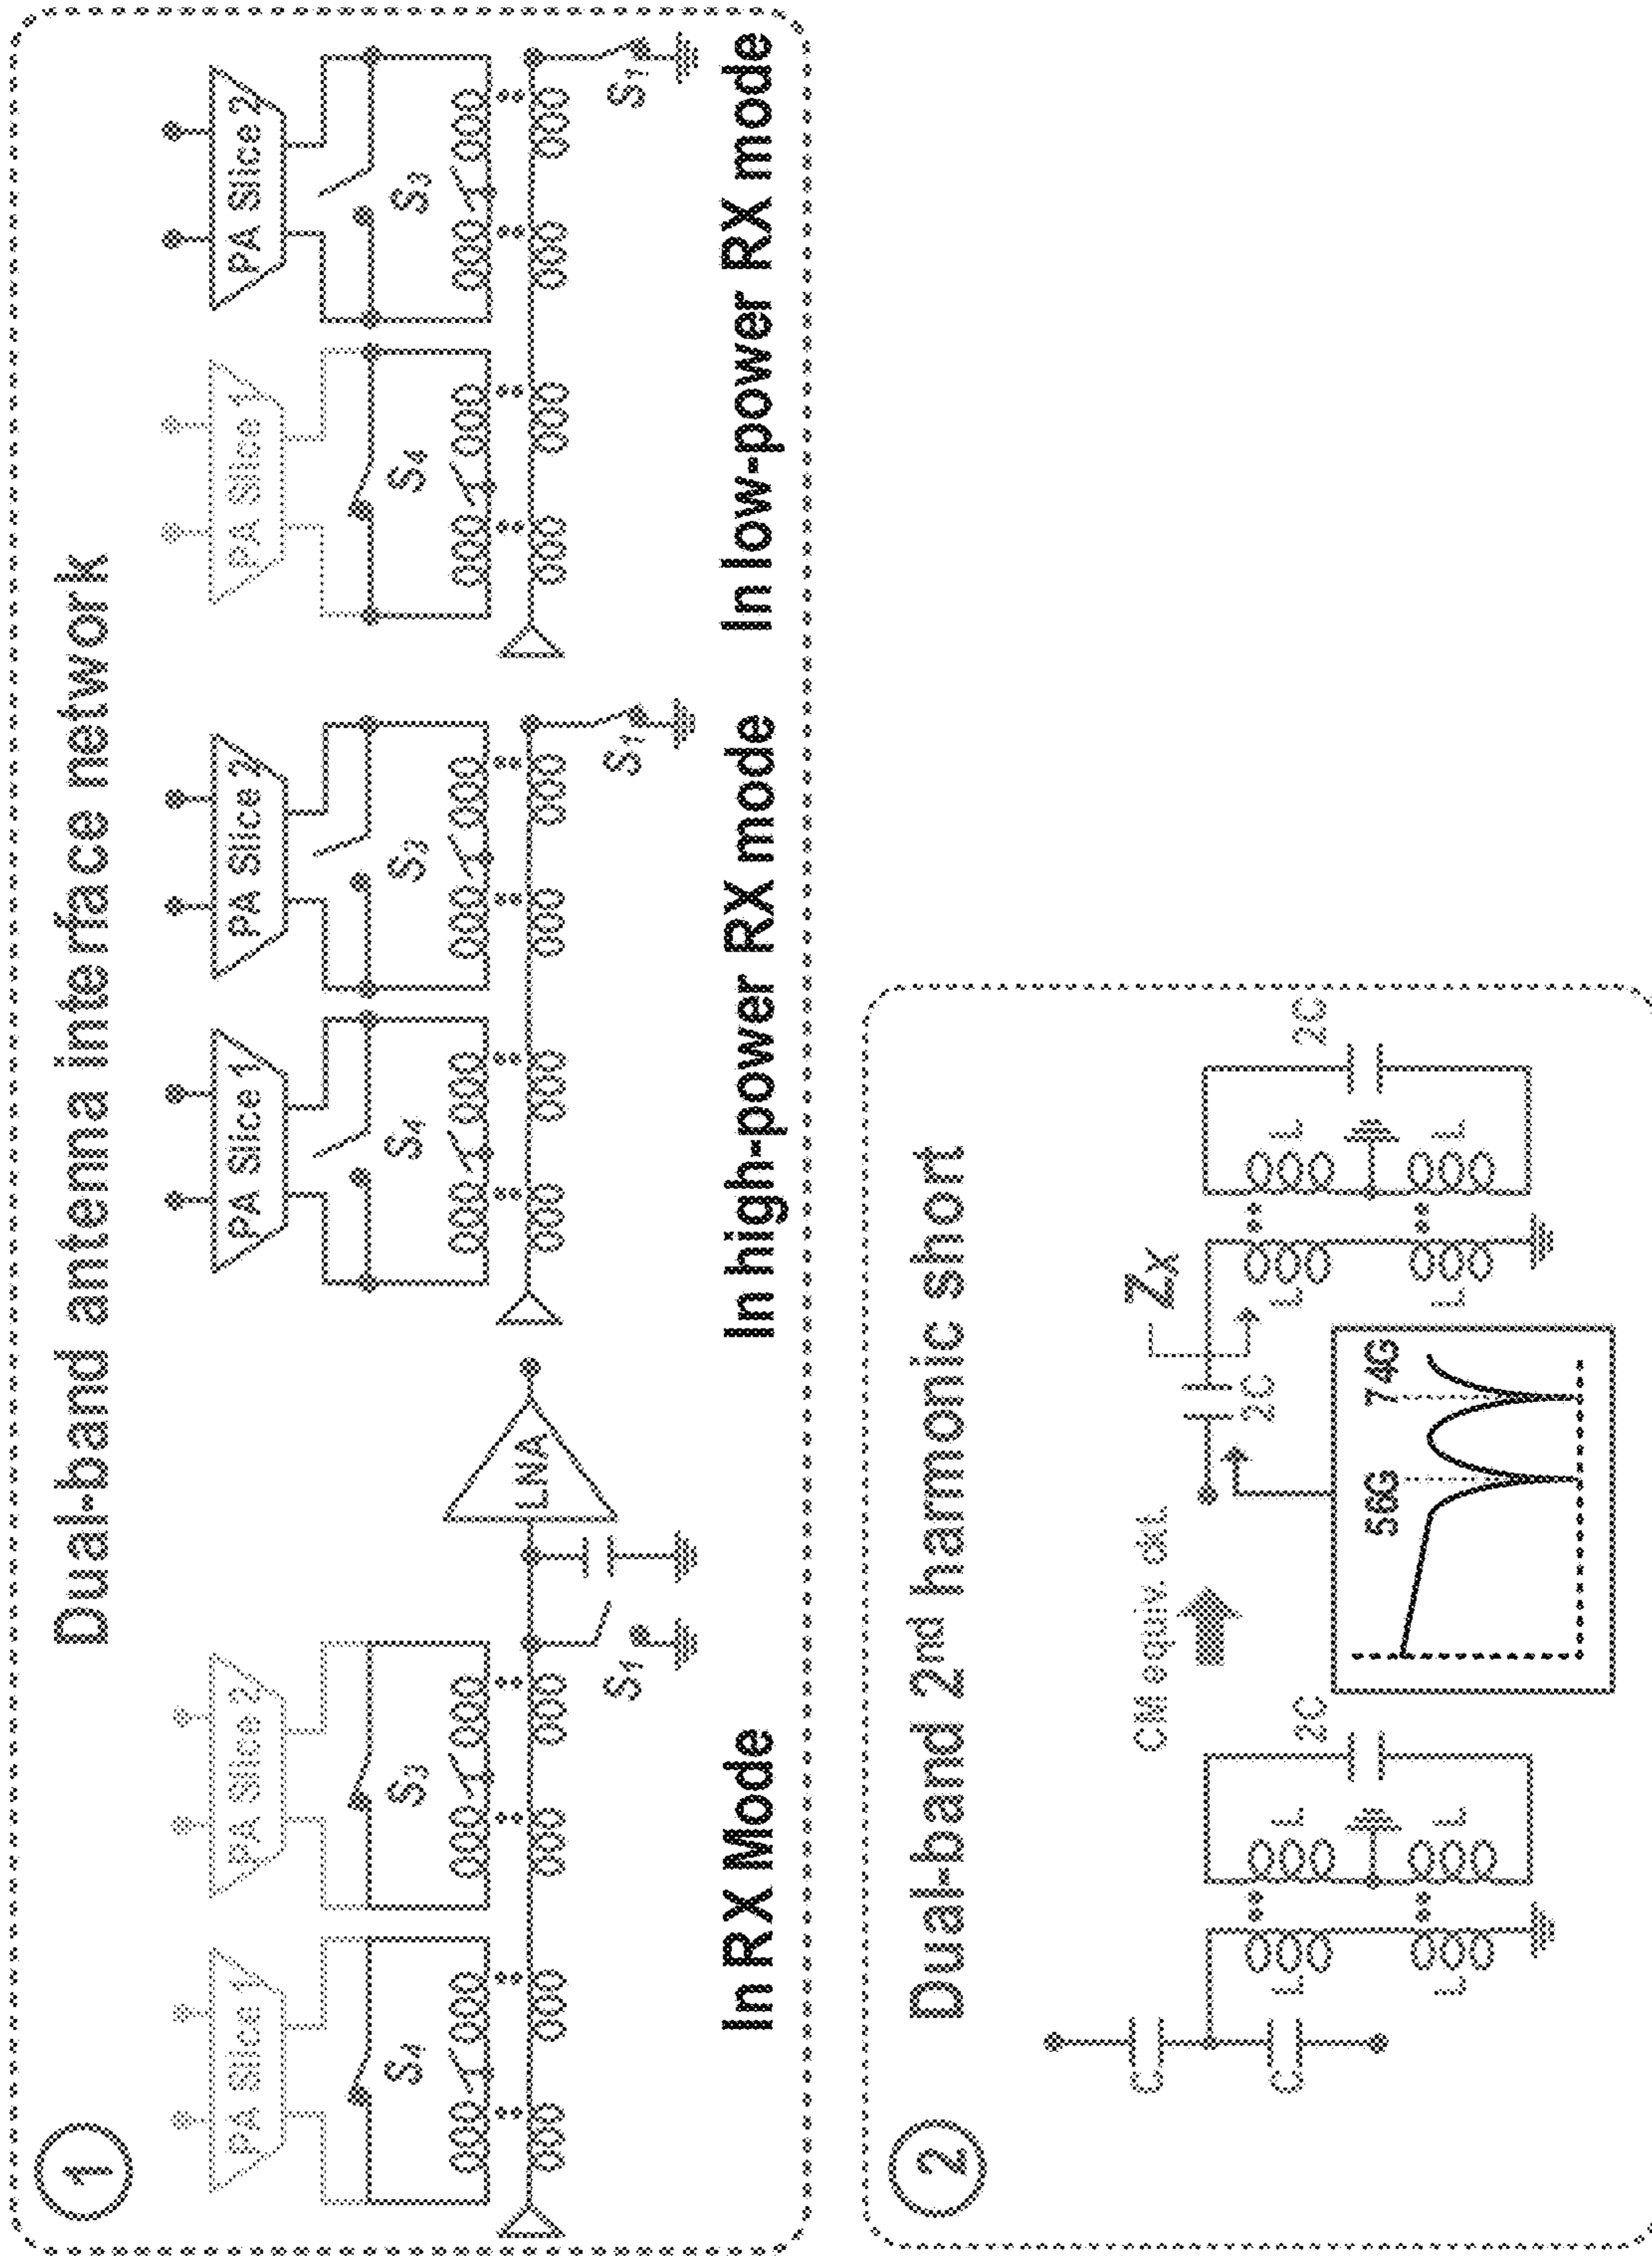 1
Dual-band antenna interface network
PA Slice 1
PA Slice 2
S4
S3
S1
LNA
In RX Mode
PA Slice 1
PA Slice 2
S4
S3
S1
In high-power RX mode
PA Slice 1
PA Slice 2
S4
S3
S1
In low-power RX mode
2
Dual-band 2nd harmonic short
C
C
L
L
L
L
2C
CM equiv. ckt.
2C
Zx
L
L
L
L
2C
56G
74G